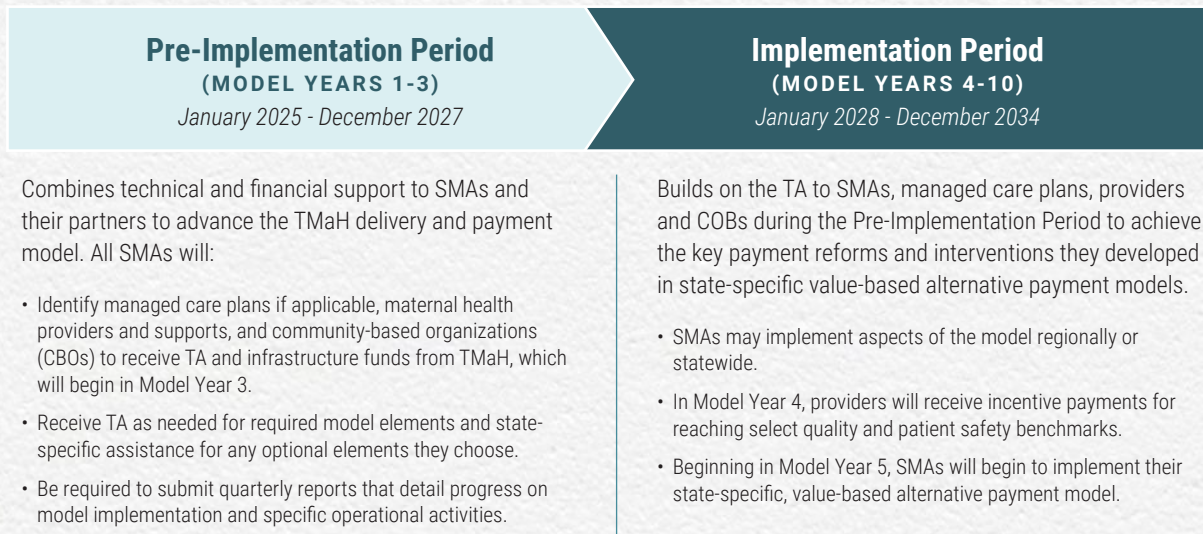 Pre-Implementation Period
(MODEL YEARS 1-3)
January 2025 - December 2027
Combines technical and financial support to SMAs and
their partners to advance the TMaH delivery and payment
model. All SMAs will:
• Identify managed care plans if applicable, maternal health
providers and supports, and community-based organizations
(CBOs) to receive TA and infrastructure funds from TMaH, which
will begin in Model Year 3.
• Receive TA as needed for required model elements and state-
specific assistance for any optional elements they choose.
• Be required to submit quarterly reports that detail progress on
model implementation and specific operational activities.
Implementation Period
(MODEL YEARS 4-10)
January 2028 - December 2034
Builds on the TA to SMAs, managed care plans, providers
and COBs during the Pre-Implementation Period to achieve
the key payment reforms and interventions they developed
in state-specific value-based alternative payment models.
• SMAs may implement aspects of the model regionally or
statewide.
• In Model Year 4, providers will receive incentive payments for
reaching select quality and patient safety benchmarks.
• Beginning in Model Year 5, SMAs will begin to implement their
state-specific, value-based alternative payment model.